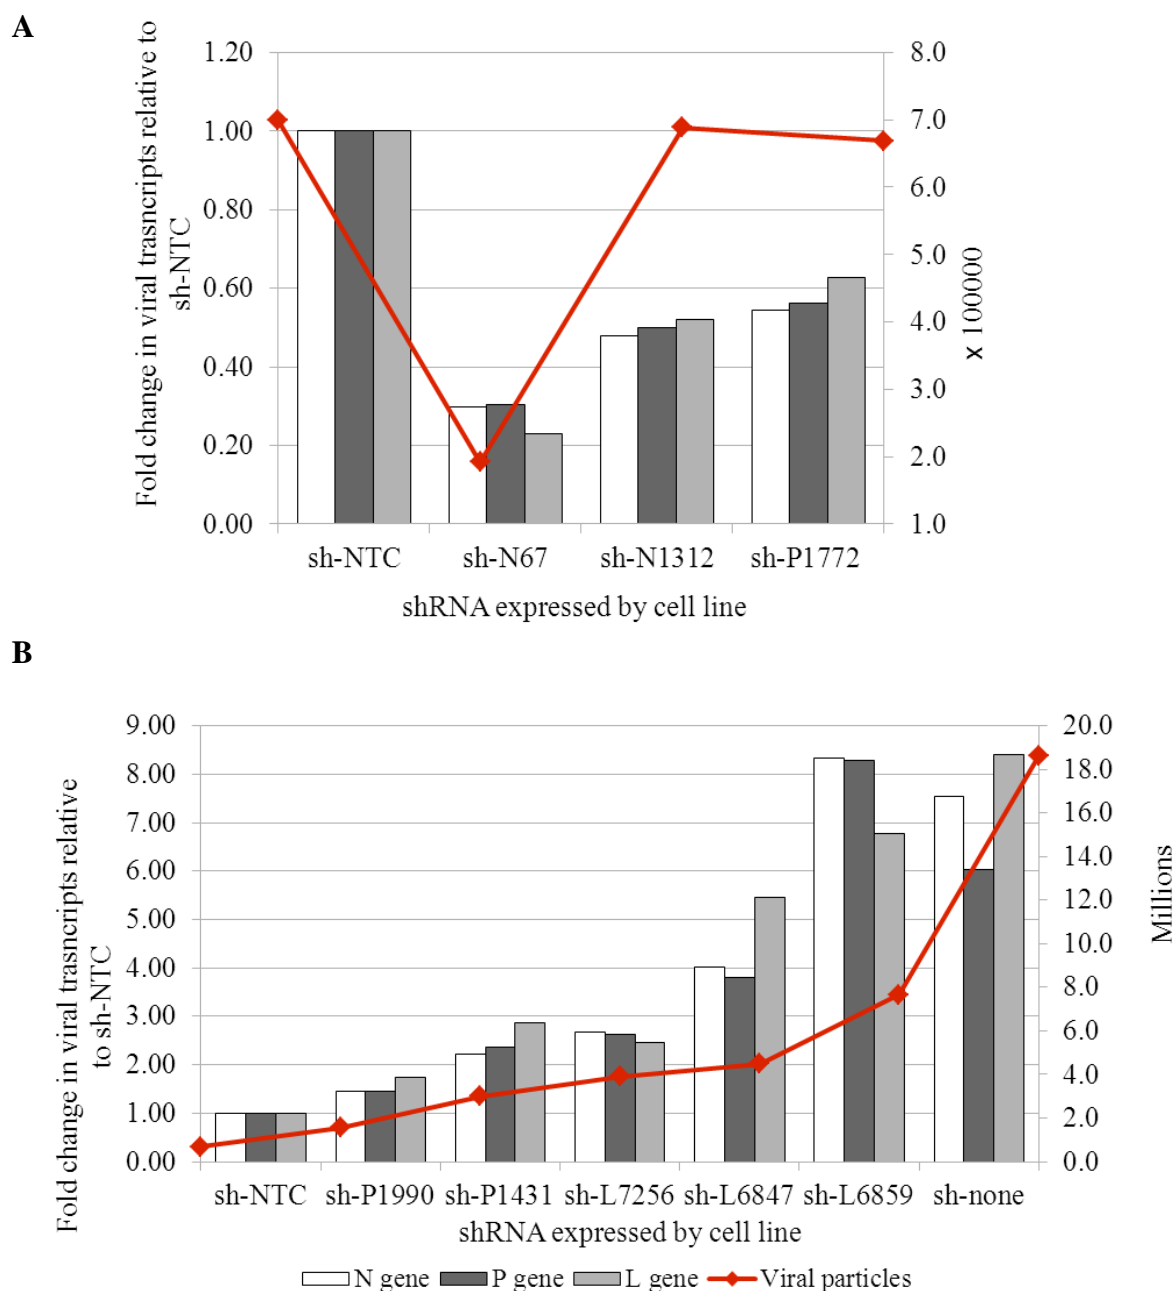 A
Fold change in viral trasncripts relative to
sh-NTC
1.20
1.00
0.80
0.60
0.40
0.20
0.00
8.0
7.0
6.0
5.0
4.0
3.0
2.0
1.0
x 100000
sh-NTC sh-N67 sh-N1312 sh-P1772
shRNA expressed by cell line
B
Fold change in viral trasncripts relative
to sh-NTC
9.00
8.00
7.00
6.00
5.00
4.00
3.00
2.00
1.00
0.00
20.0
18.0
16.0
14.0
12.0
10.0
8.0
6.0
4.0
2.0
0.0
Millions
sh-NTC sh-P1990 sh-P1431 sh-L7256 sh-L6847 sh-L6859 sh-none
shRNA expressed by cell line
N gene P gene L gene Viral particles